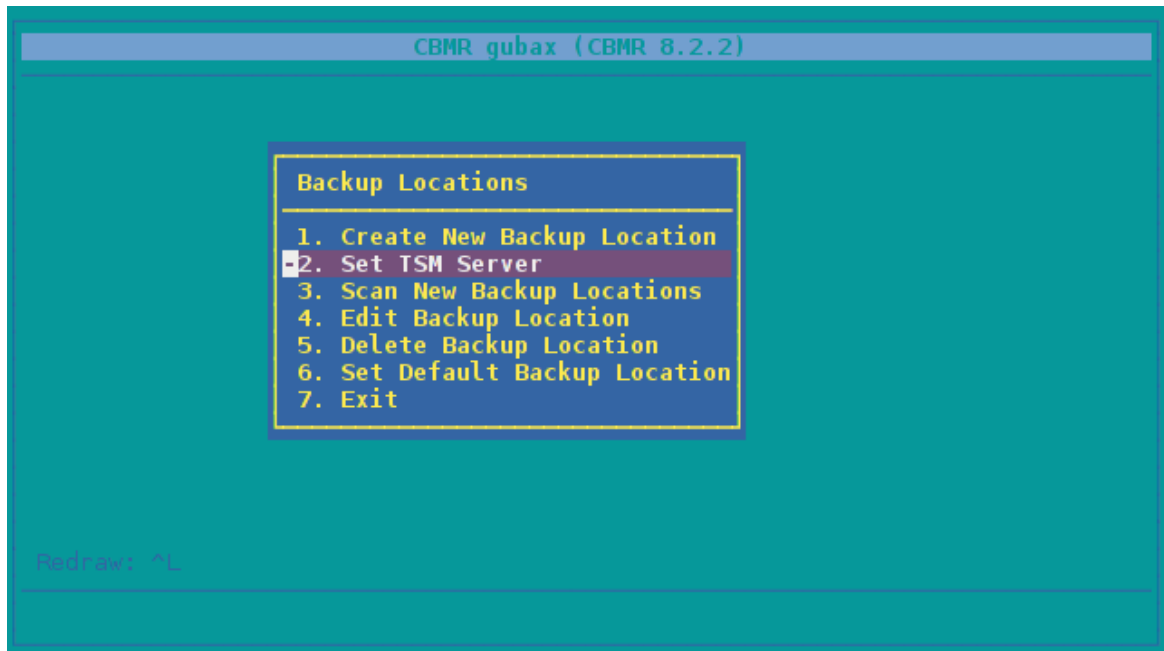 CBMR gubax (CBMR 8.2.2)
Backup Locations
1. Create New Backup Location
-2. Set TSM Server
3. Scan New Backup Locations
4. Edit Backup Location
5. Delete Backup Location
6. Set Default Backup Location
7. Exit
Redraw: ^L